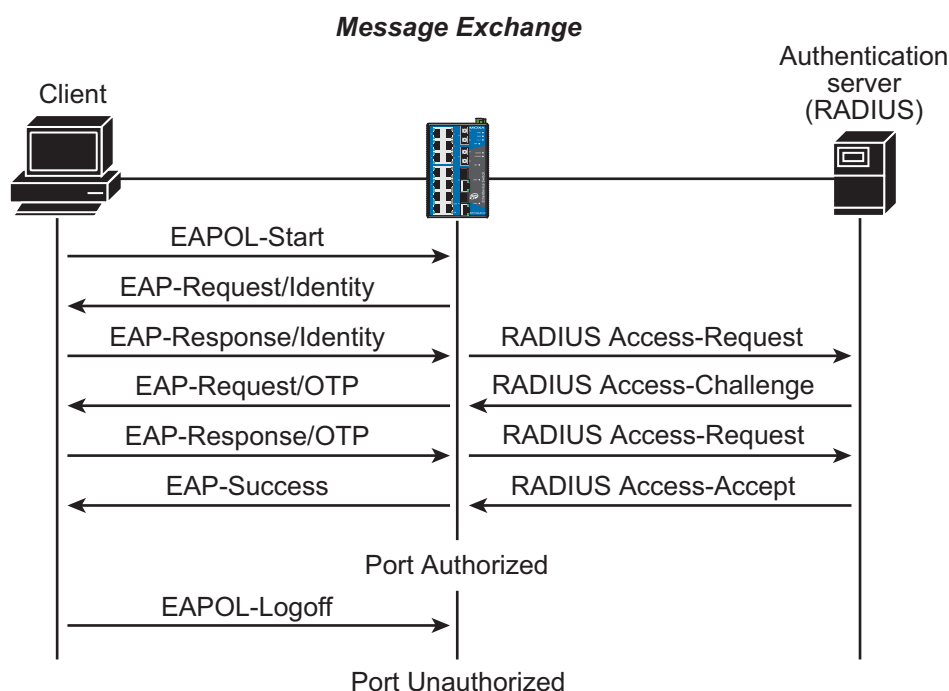 Message Exchange
Client
Authentication
server
(RADIUS)
EAPOL-Start
EAP-Request/Identity
EAP-Response/Identity
RADIUS Access-Request
EAP-Request/OTP
RADIUS Access-Challenge
EAP-Response/OTP
RADIUS Access-Request
EAP-Success
RADIUS Access-Accept
Port Authorized
EAPOL-Logoff
Port Unauthorized